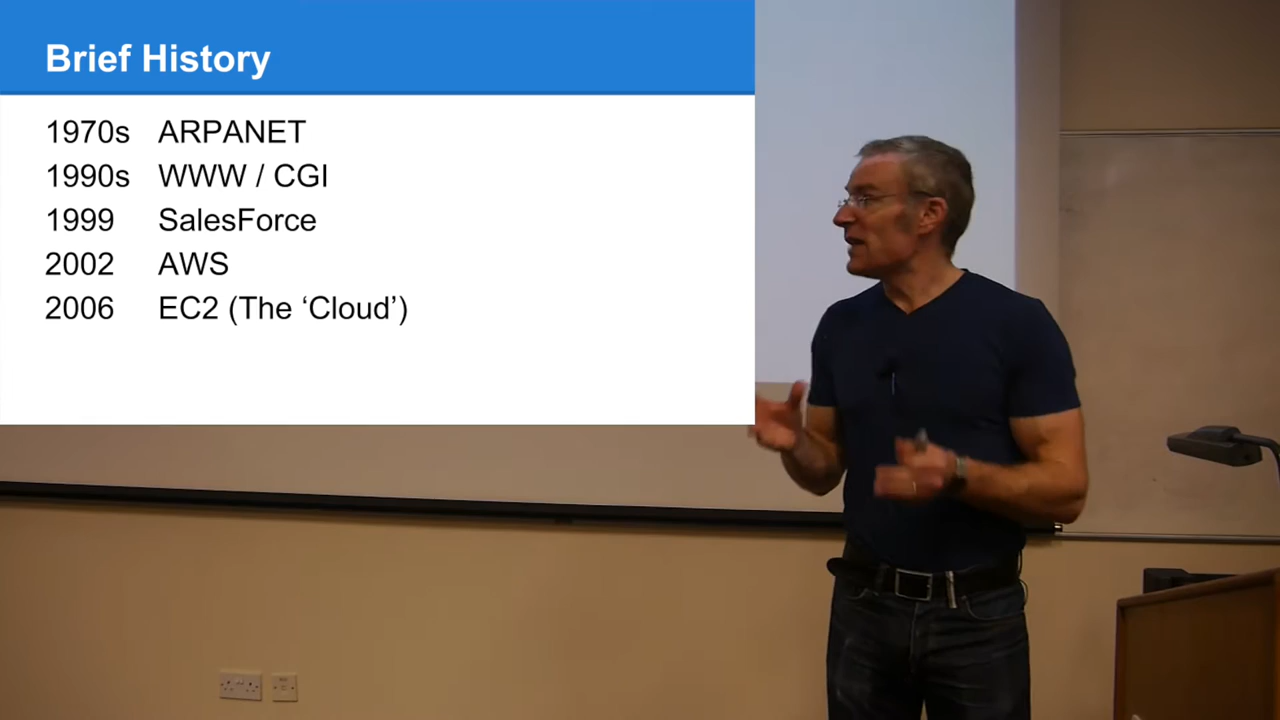 Brief History
1970s ARPANET
1990s WWW / CGI
1999 SalesForce
2002 AWS
2006 EC2 (The ‘Cloud’)